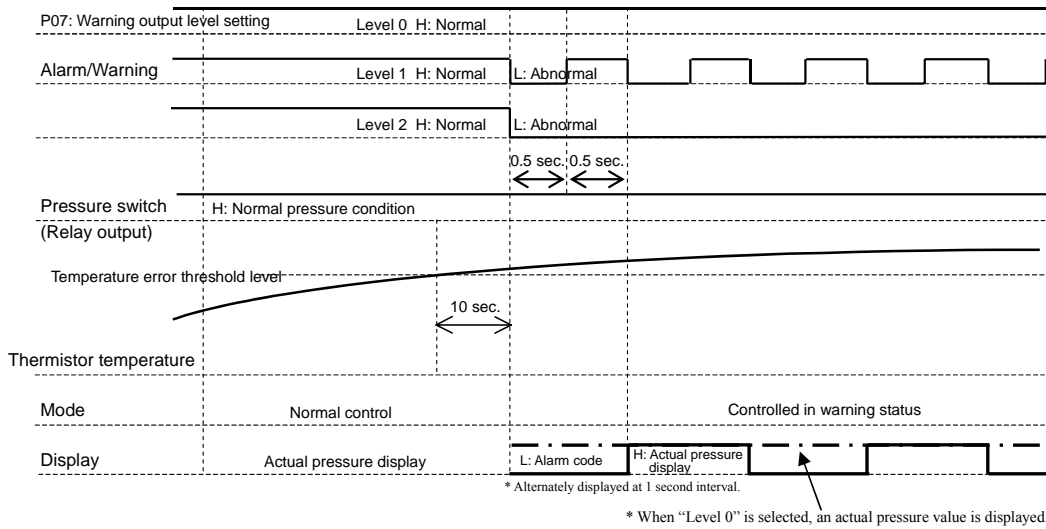 P07: Warning output level setting
Level 0 H: Normal
Alarm/Warning
Level 1 H: Normal
L: Abnormal
Level 2 H: Normal
L: Abnormal
0.5 sec. 0.5 sec.
Pressure switch
(Relay output)
H: Normal pressure condition
Temperature error threshold level
10 sec.
Thermistor temperature
Mode
Normal control
Controlled in warning status
Display
Actual pressure display
L: Alarm code
H: Actual pressure
display
* Alternately displayed at 1 second interval.
* When “Level 0” is selected, an actual pressure value is displayed